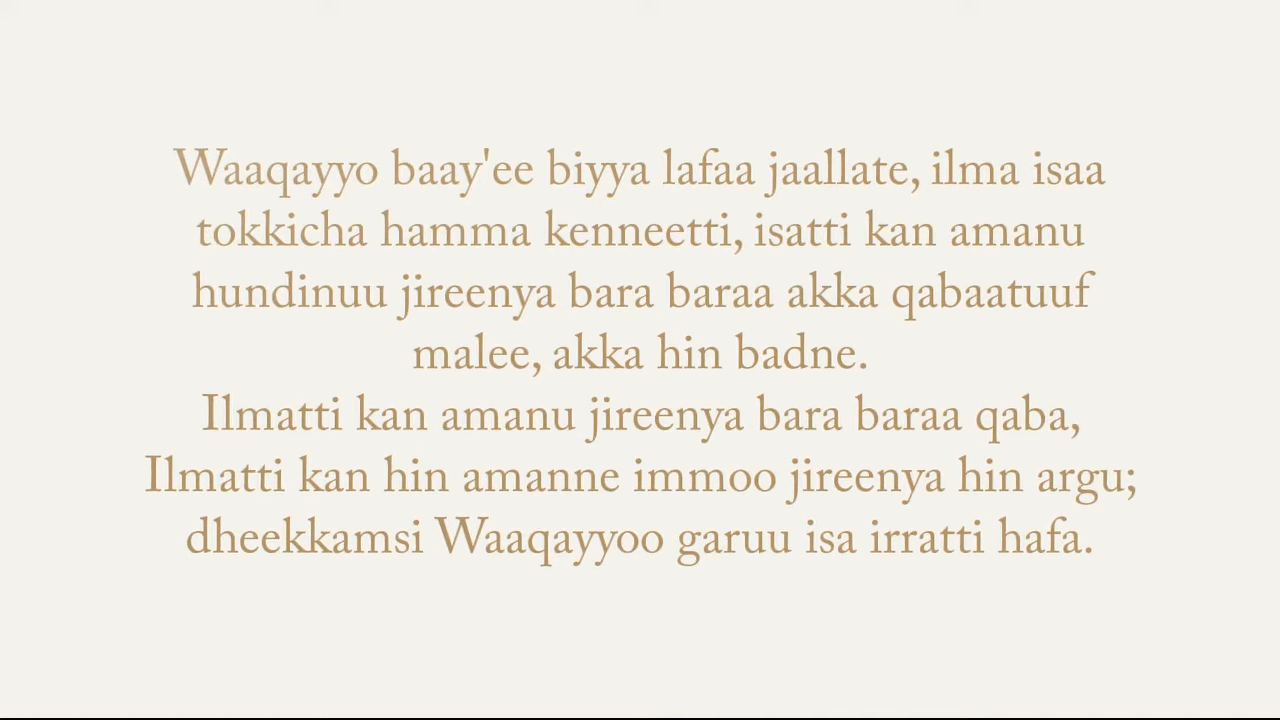 Waaqayyo baay'ee biyya lafaa jaallate, ilma isaa
tokkicha hamma kenneetti, isatti kan amanu
hundinuu jireenya bara baraa akka qabaatuuf
malee, akka hin badne.
Ilmatti kan amanu jireenya bara baraa qaba,
Ilmatti kan hin amanne immoo jireenya hin argu;
dheekkamsi Waaqayyoo garuu isa irratti hafa.